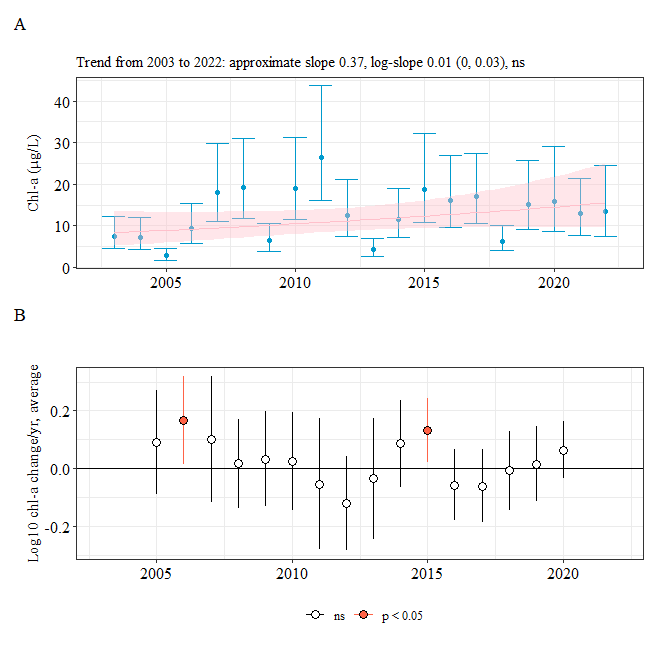 A
Trend from 2003 to 2022: approximate slope 0.37, log-slope 0.01 (0, 0.03), ns
Chl-a (μg/L)
40
30
20
10
0
2005 2010 2015 2020
B
Log10 chl-a change/yr, average
0.2
0.0
-0.2
2005 2010 2015 2020
ns p < 0.05